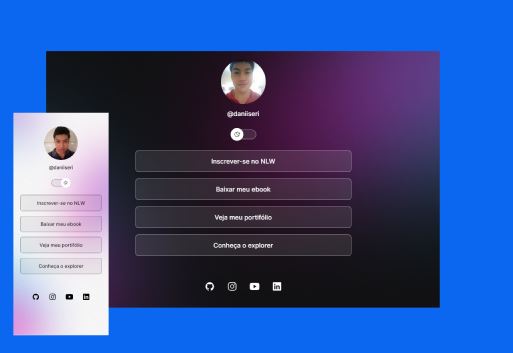 @daniiseri
Inscrever-se no NLW
Baixar meu ebook
Veja meu portifólio
Conheça o explorer
@daniiseri
Inscrever-se no NLW
Baixar meu ebook
Veja meu portifólio
Conheça o explorer